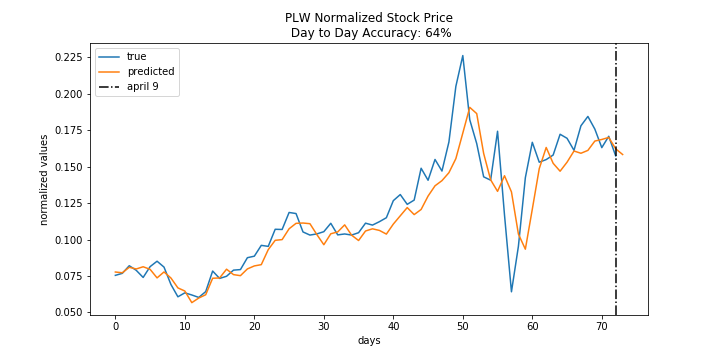 PLW Normalized Stock Price
Day to Day Accuracy: 64%
true
predicted
april 9
normalized values
0.225
0.200
0.175
0.150
0.125
0.100
0.075
0.050
0 10 20 30 40 50 60 70
days